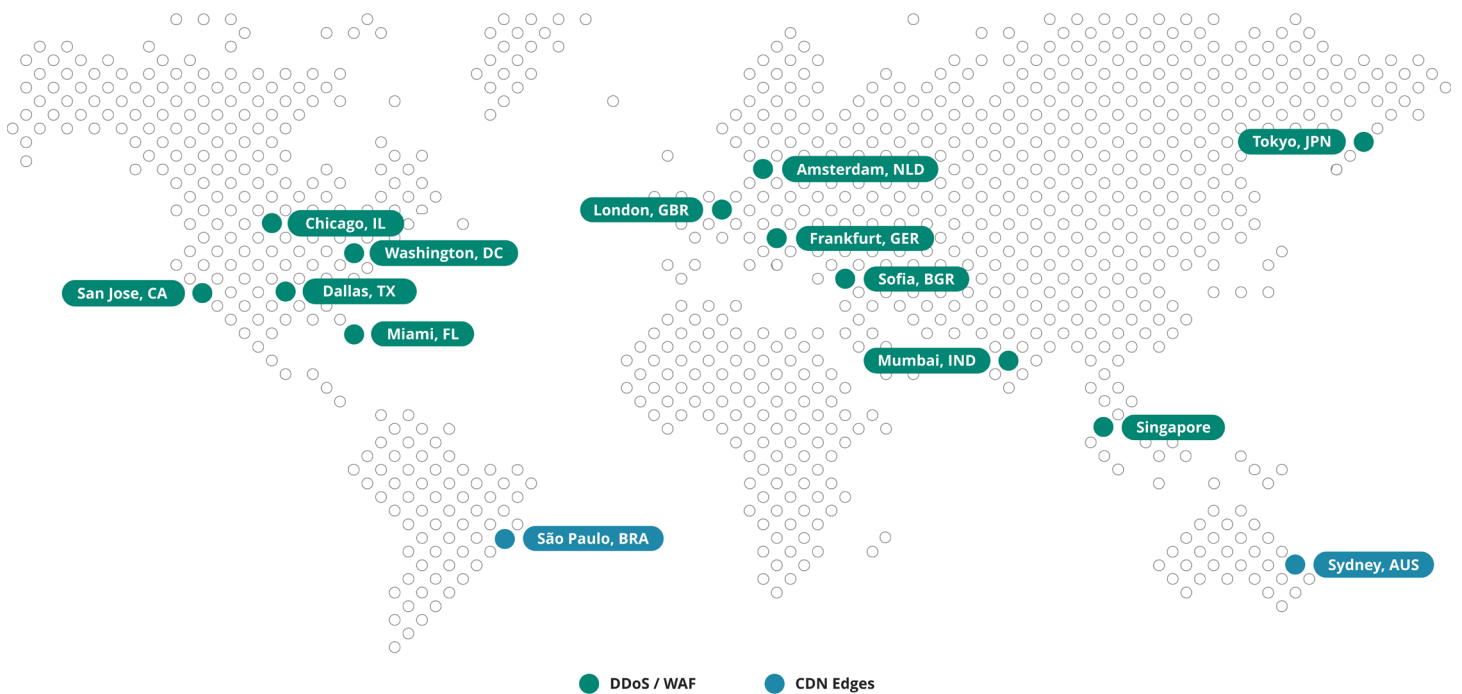 Tokyo, JPN
Amsterdam, NLD
London, GBR
Chicago, IL
Frankfurt, GER
Washington, DC
Sofia, BGR
San Jose, CA
Dallas, TX
Miami, FL
Mumbai, IND
Singapore
São Paulo, BRA
Sydney, AUS
DDoS / WAF
CDN Edges